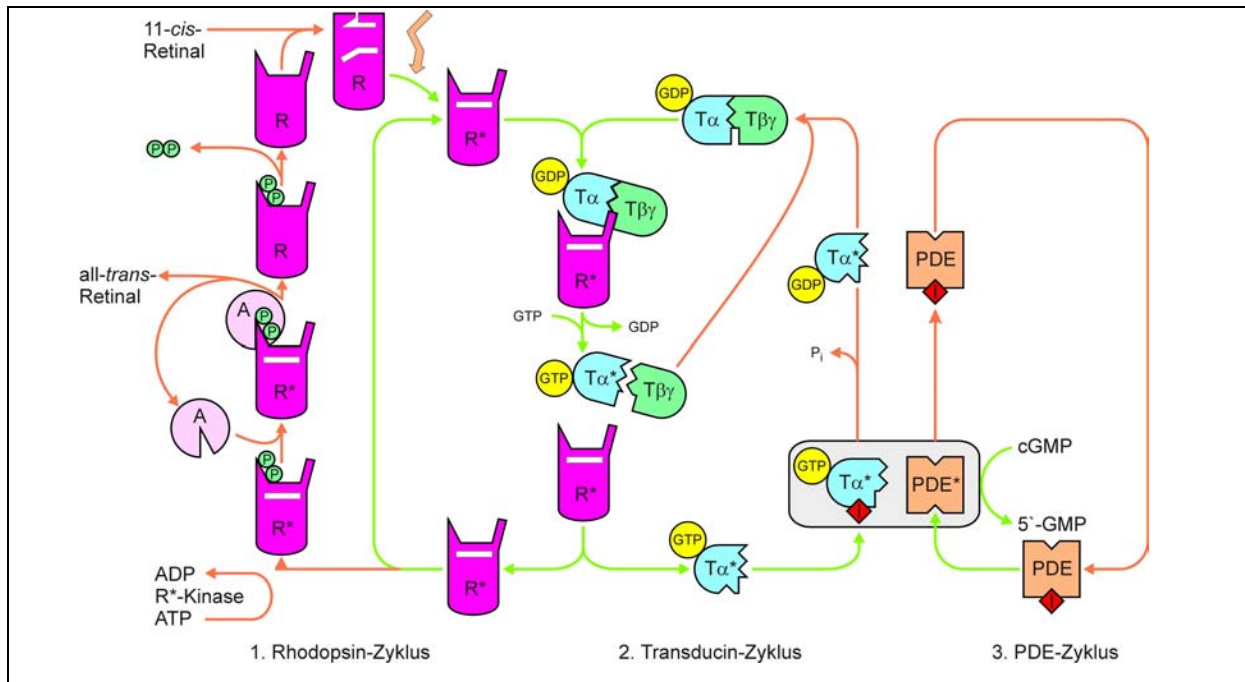 11-cis-
Retinal
R
R
R*
GDP
Tα
Tβγ
PP
P
P
R
GDP
Tα
Tβγ
R*
GDP
Tα*
PDE
I
all-trans-
Retinal
A
P
P
R*
GTP
GDP
GTP
Tα*
Tβγ
Pi
A
P
P
R*
R*
GTP
Tα*
I
PDE*
cGMP
5`-GMP
ADP
R*-Kinase
ATP
R*
GTP
Tα*
PDE
I
1. Rhodopsin-Zyklus
2. Transducin-Zyklus
3. PDE-Zyklus